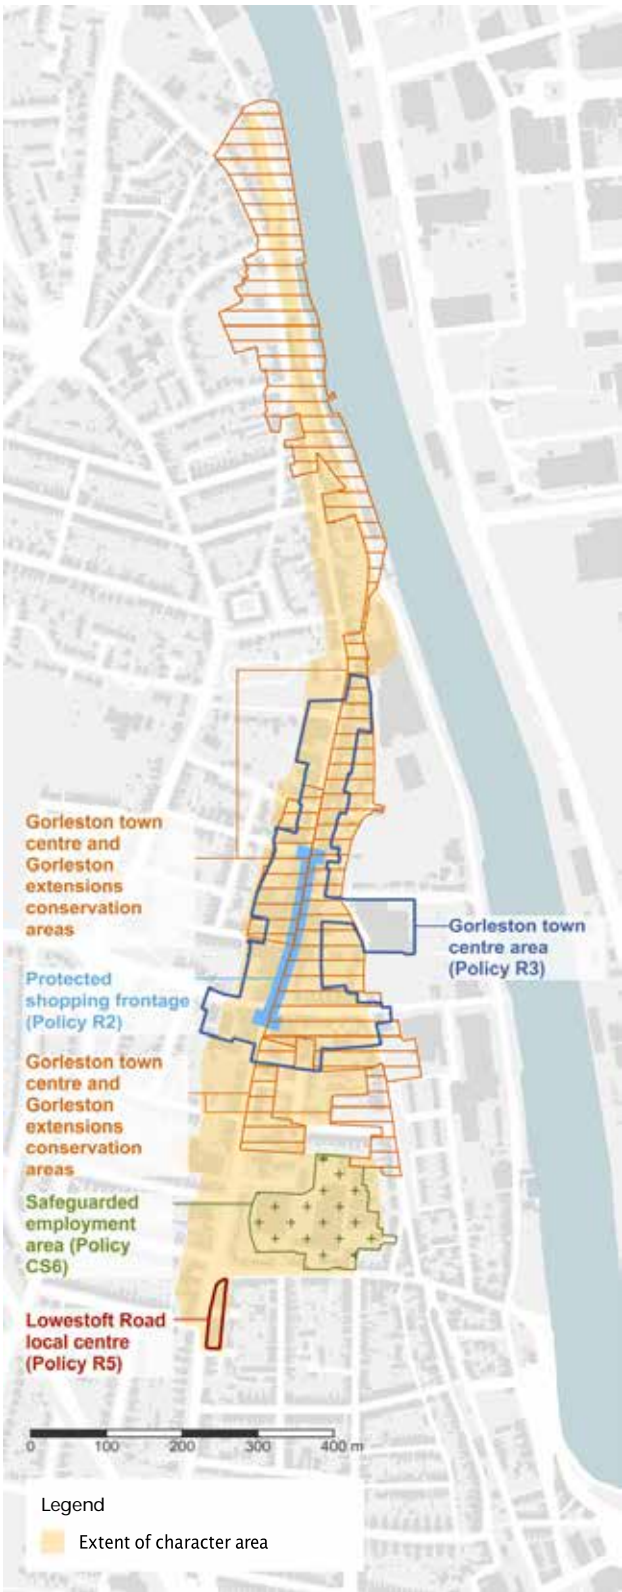 Gorleston town
centre and
Gorleston
extensions
conservation
areas
Gorleston town
centre area
(Policy R3)
Protected
shopping frontage
(Policy R2)
Gorleston town
centre and
Gorleston
extensions
conservation
areas
Safeguarded
employment
area (Policy
CS6)
Lowestoft Road
local centre
(Policy R5)
0 100 200 300 400 m
Legend
Extent of character area